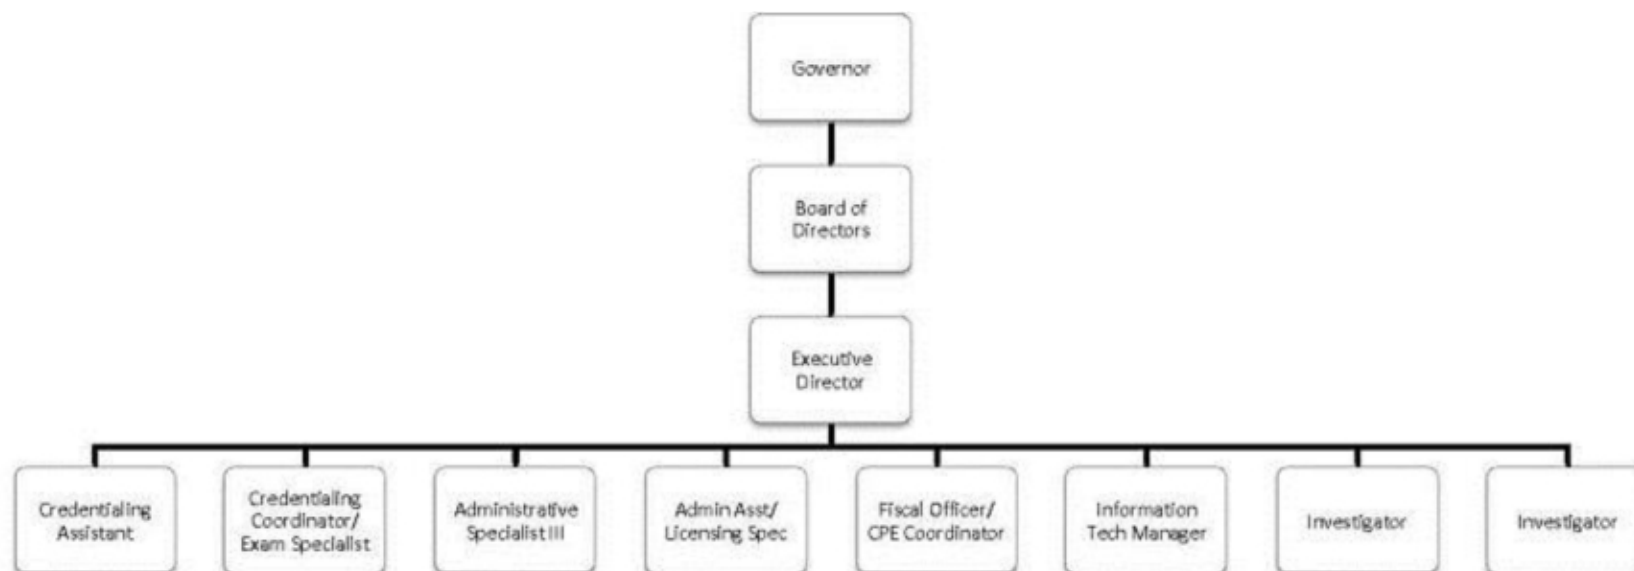 Governor
Board of
Directors
Executive
Director
Credentialing
Assistant
Credentialing
Coordinator/
Exam Specialist
Administrative
Specialist III
Admin Asst/
Licensing Spec
Fiscal Officer/
CPE Coordinator
Information
Tech Manager
Investigator
Investigator